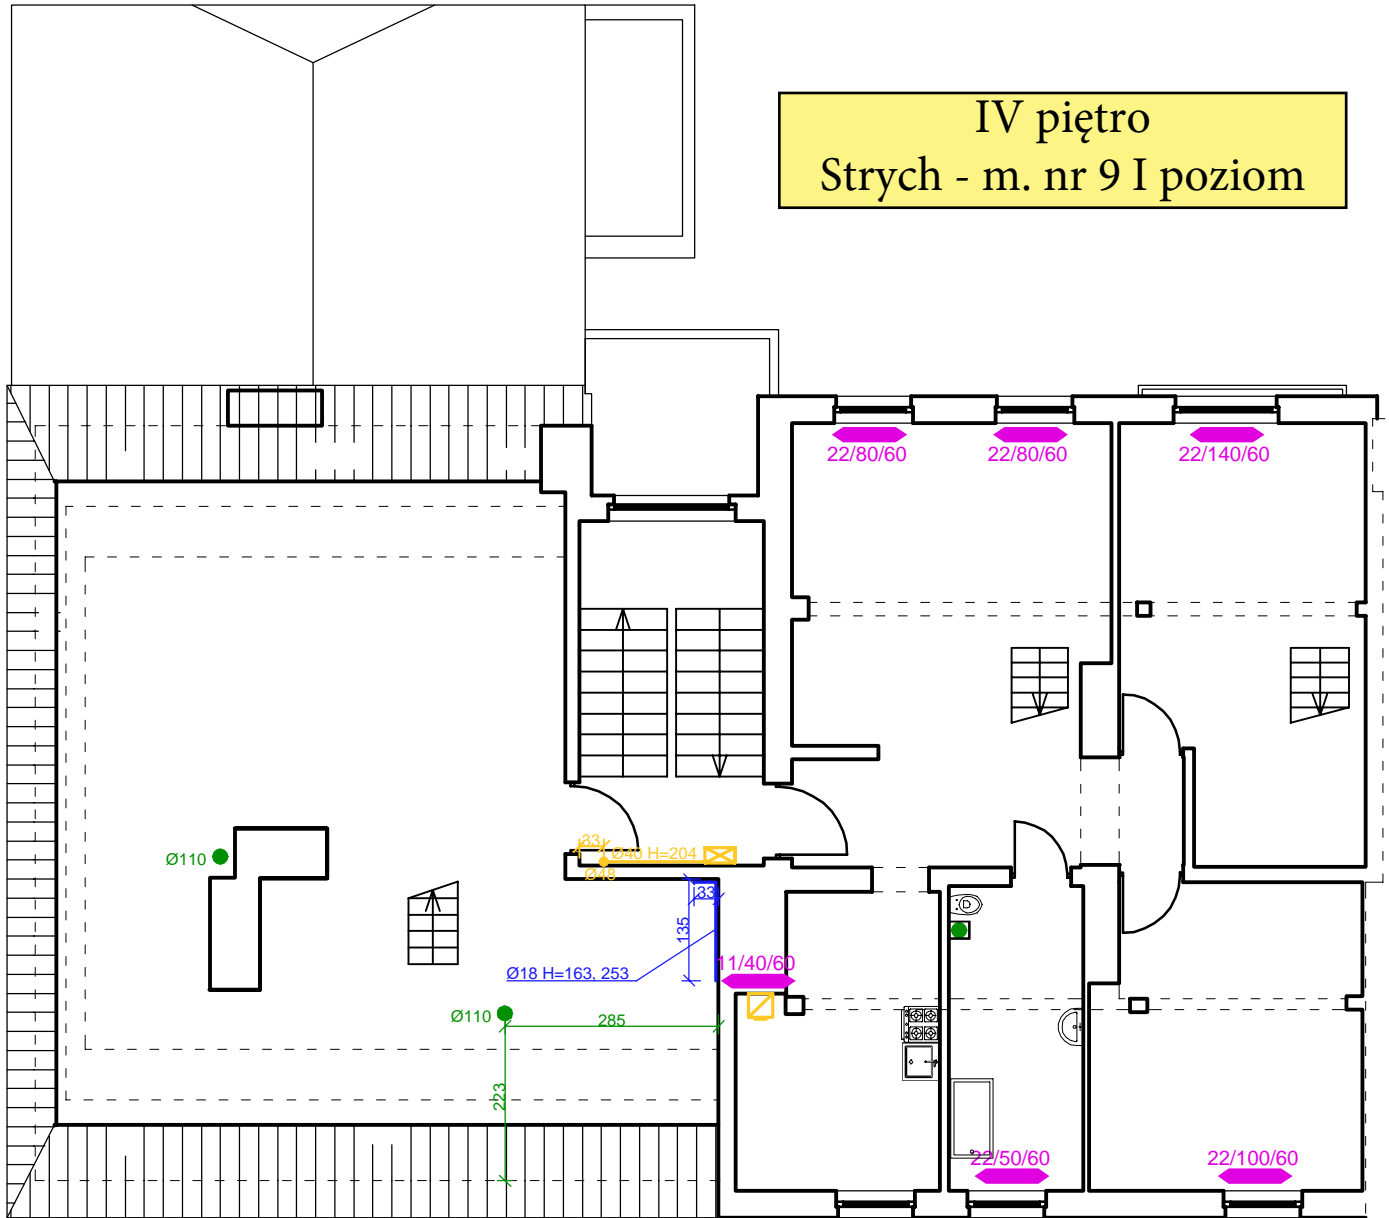 IV piętro
Strych - m. nr 9 I poziom
22/80/60
22/80/60
22/140/60
33
Ø40 H=204
Ø110
Ø48
33
135
11/40/60
Ø18 H=163, 253
Ø110
285
223
22/50/60
22/100/60